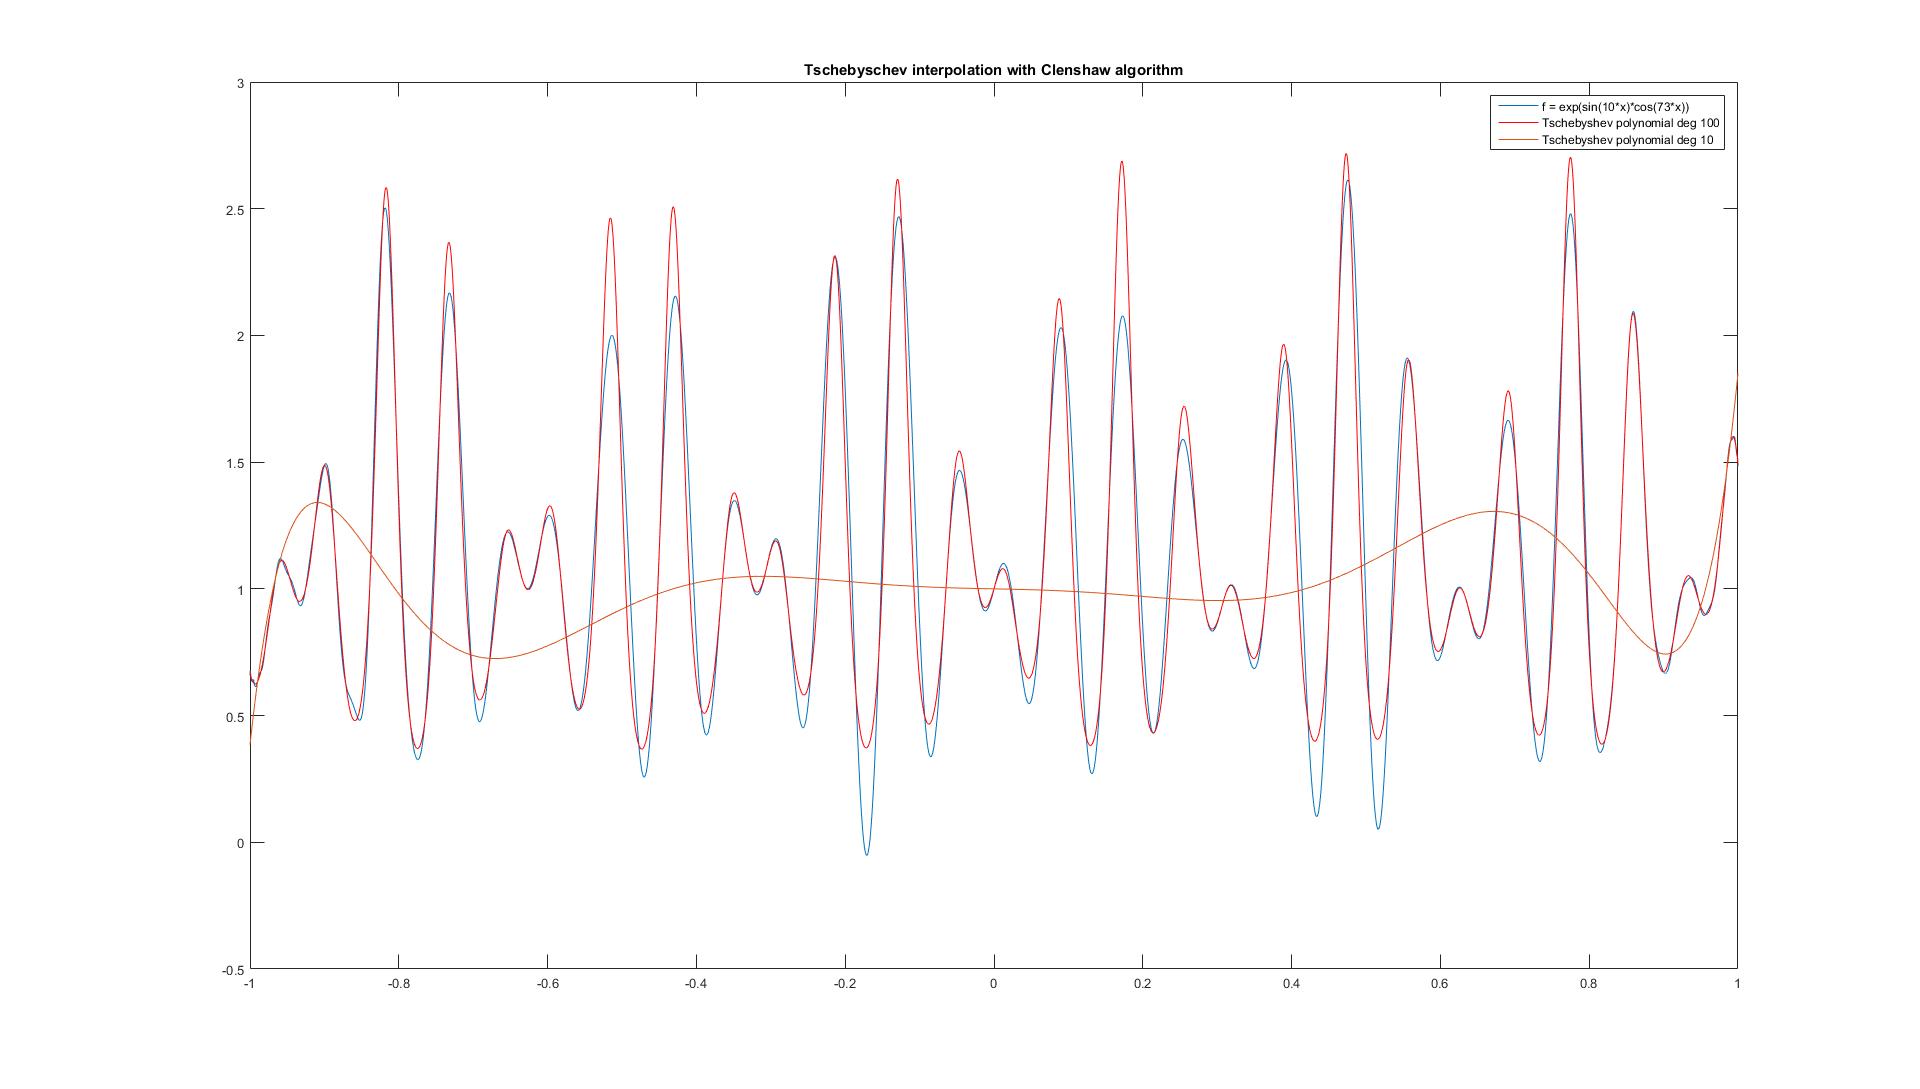 Tschebyschev interpolation with Clenshaw algorithm
3
f = exp(sin(10*x)*cos(73*x))
Tschebyshev polynomial deg 100
Tschebyshev polynomial deg 10
2.5
2
1.5
1
0.5
0
-0.5
-1 -0.8 -0.6 -0.4 -0.2 0 0.2 0.4 0.6 0.8 1